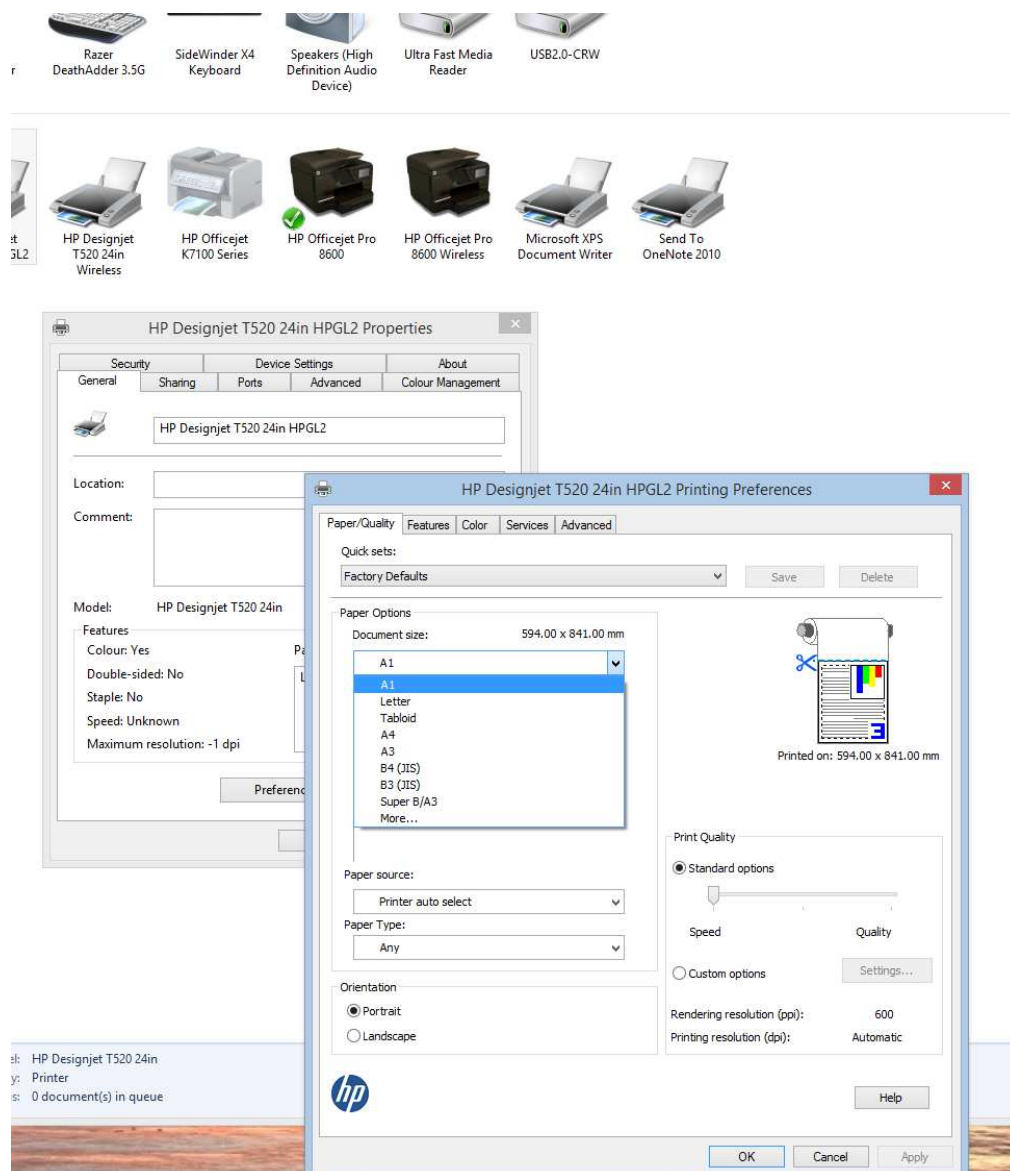 Razer
DeathAdder 3.5G
SideWinder X4
Keyboard
Speakers (High
Definition Audio
Device)
Ultra Fast Media
Reader
USB2.0-CRW
HP Designjet
T520 24in
Wireless
HP Officejet
K7100 Series
HP Officejet Pro
8600
HP Officejet Pro
8600 Wireless
Microsoft XPS
Document Writer
Send To
OneNote 2010
HP Designjet T520 24in HPGL2 Properties
Security Device Settings About
General Sharing Ports Advanced Colour Management
HP Designjet T520 24in HPGL2
Location:
Comment:
Model: HP Designjet T520 24in
Features
Colour: Yes
Double-sided: No
Staple: No
Speed: Unknown
Maximum resolution: -1 dpi
HP Designjet T520 24in HPGL2 Printing Preferences
Paper/Quality Features Color Services Advanced
Quick sets:
Factory Defaults
Save Delete
Paper Options
Document size: 594.00 x 841.00 mm
A1
A1
Letter
Tabloid
A4
A3
B4 (JIS)
B3 (JIS)
Super B/A3
More...
Paper source:
Printer auto select
Paper Type:
Any
Orientation
Portrait
Landscape
3
Printed on: 594.00 x 841.00 mm
Print Quality
Standard options
Speed Quality
Custom options Settings...
Rendering resolution (ppi): 600
Printing resolution (dpi): Automatic
hp
Help
OK Cancel Apply
HP Designjet T520 24in
Printer
0 document(s) in queue